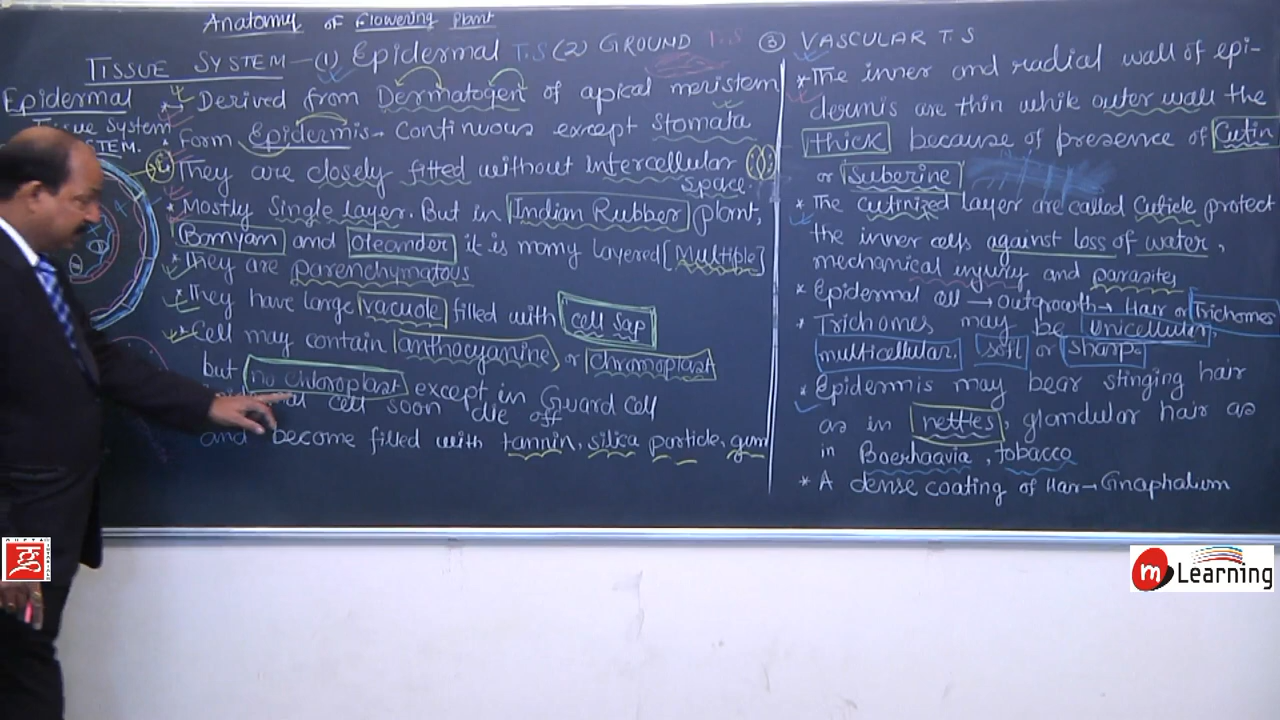 Anatomy of Flowering Plant
TISSUE SYSTEM - (1) Epidermal T.S (2) GROUND T.S ③ VASCULAR T.S
Epidermal
Tissue System
* Derived from Dermatogen of apical meristem
* Form Epidermis - Continuous except Stomata
They are closely fitted without Intercellular
space.
* Mostly Single layer. But in Indian Rubber plant,
Bannyan and oleander it is many layered [Multiple]
* They are parenchymatous
* They have large vacuole filled with cell sap
* Cell may contain anthocyanine or Chromoplast
but no chloroplast except in Guard Cell
cell soon die off
and become filled with tannin, silica particle, gum
* The inner and radial wall of epi-
dermis are thin while outer wall the
thick because of presence of Cutin
or Suberine
* The cutinized layer are called Cuticle protect
the inner cells against loss of water,
mechanical injury and parasites
* Epidermal cell → outgrowth → Hair or Trichomes
* Trichomes may be Unicellular,
multicellular. soft or sharp.
* Epidermis may bear stinging hair
as in nettles, glandular hair as
in Boerhaavia, tobacco
* A dense coating of Hair → Gnaphalium
गु
m Learning